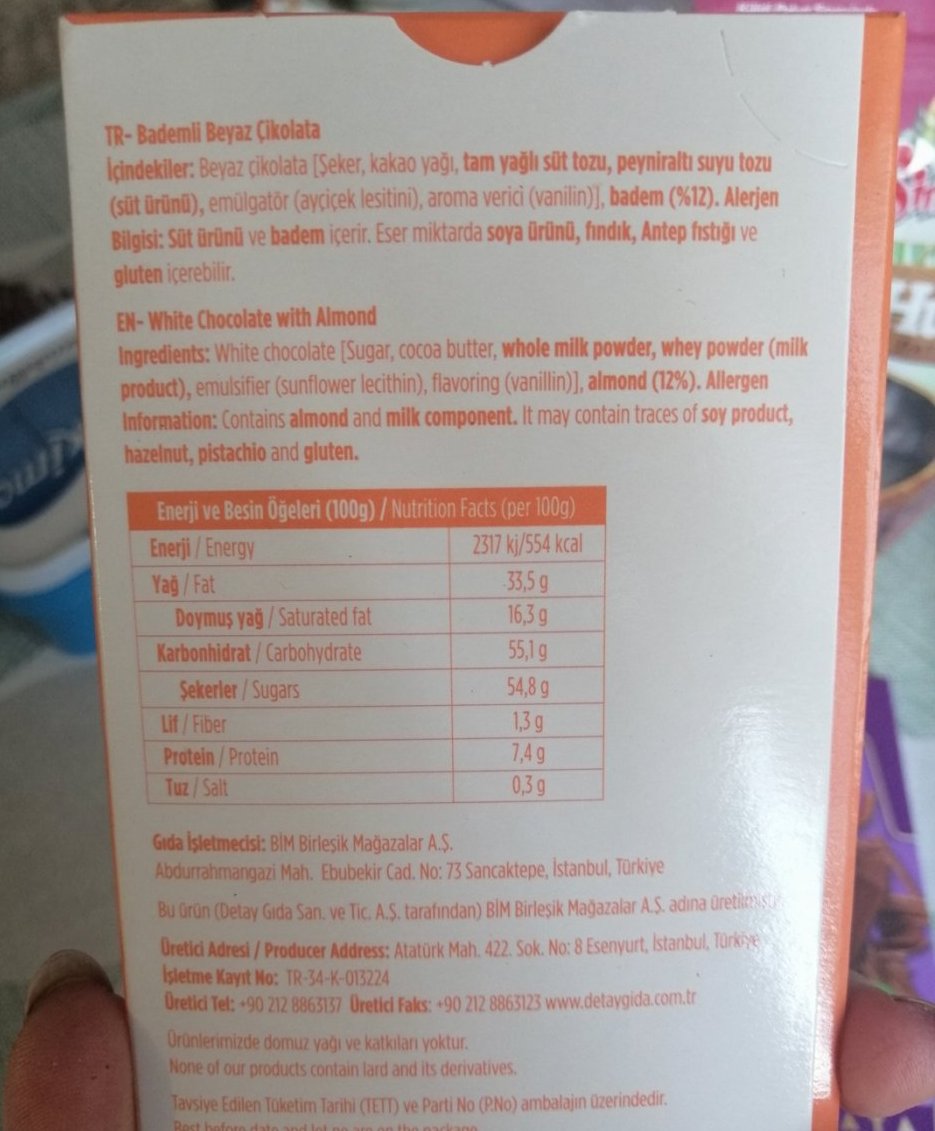 TR- Bademli Beyaz Çikolata
İçindekiler: Beyaz çikolata [Şeker, kakao yağı, tam yağlı süt tozu, peyniraltı suyu tozu
(süt ürünü), emülgatör (ayçiçek lesitini), aroma verici (vanilin)], badem (%12). Alerjen
Bilgisi: Süt ürünü ve badem içerir. Eser miktarda soya ürünü, fındık, Antep fıstığı ve
gluten içerebilir.
EN- White Chocolate with Almond
Ingredients: White chocolate [Sugar, cocoa butter, whole milk powder, whey powder (milk
product), emulsifier (sunflower lecithin), flavoring (vanillin)], almond (12%). Allergen
Information: Contains almond and milk component. It may contain traces of soy product,
hazelnut, pistachio and gluten.
Enerji ve Besin Öğeleri (100g) / Nutrition Facts (per 100g)
Enerji / Energy 2317 kj/554 kcal
Yağ / Fat 33,5 g
Doymuş yağ / Saturated fat 16,3 g
Karbonhidrat / Carbohydrate 55,1 g
Şekerler / Sugars 54,8 g
Lif / Fiber 1,3 g
Protein / Protein 7,4 g
Tuz / Salt 0,3 g
Gıda İşletmecisi: BİM Birleşik Mağazalar A.Ş.
Abdurrahmangazi Mah. Ebubekir Cad. No: 73 Sancaktepe, İstanbul, Türkiye
Bu ürün (Detay Gıda San. ve Tic. A.Ş. tarafından) BİM Birleşik Mağazalar A.Ş. adına üretilmiştir.
Üretici Adresi / Producer Address: Atatürk Mah. 422. Sok. No: 8 Esenyurt, İstanbul, Türkiye
İşletme Kayıt No: TR-34-K-013224
Üretici Tel: +90 212 8863137 Üretici Faks: +90 212 8863123 www.detaygida.com.tr
Ürünlerimizde domuz yağı ve katkıları yoktur.
None of our products contain lard and its derivatives.
Tavsiye Edilen Tüketim Tarihi (TETT) ve Parti No (P.No) ambalajın üzerindedir.
Best before date and lot no are on the package.